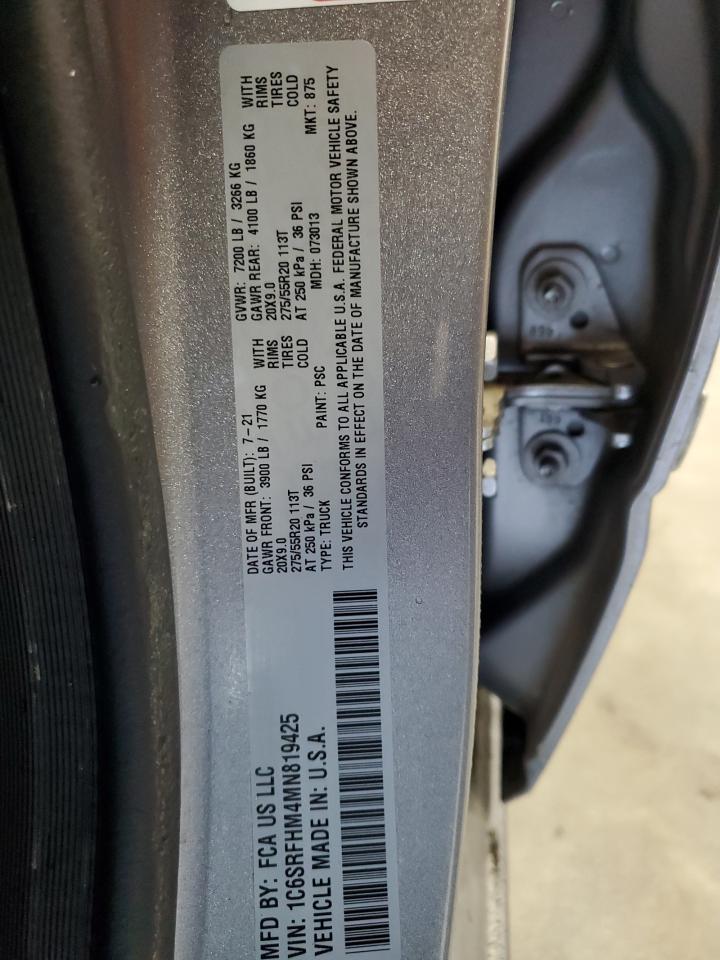 MFD BY: FCA US LLC
VIN: 1C6SRFHM4MN819425
VEHICLE MADE IN: U.S.A.
DATE OF MFR (BUILT): 7-21 GVWR: 7200 LB / 3266 KG
GAWR FRONT: 3900 LB / 1770 KG WITH GAWR REAR: 4100 LB / 1860 KG WITH
20X9.0 RIMS 20X9.0 RIMS
275/55R20 113T TIRES 275/55R20 113T TIRES
AT 250 kPa / 36 PSI COLD AT 250 kPa / 36 PSI COLD
TYPE: TRUCK PAINT: PSC MDH: 073013 MKT: 875
THIS VEHICLE CONFORMS TO ALL APPLICABLE U.S.A. FEDERAL MOTOR VEHICLE SAFETY
STANDARDS IN EFFECT ON THE DATE OF MANUFACTURE SHOWN ABOVE.